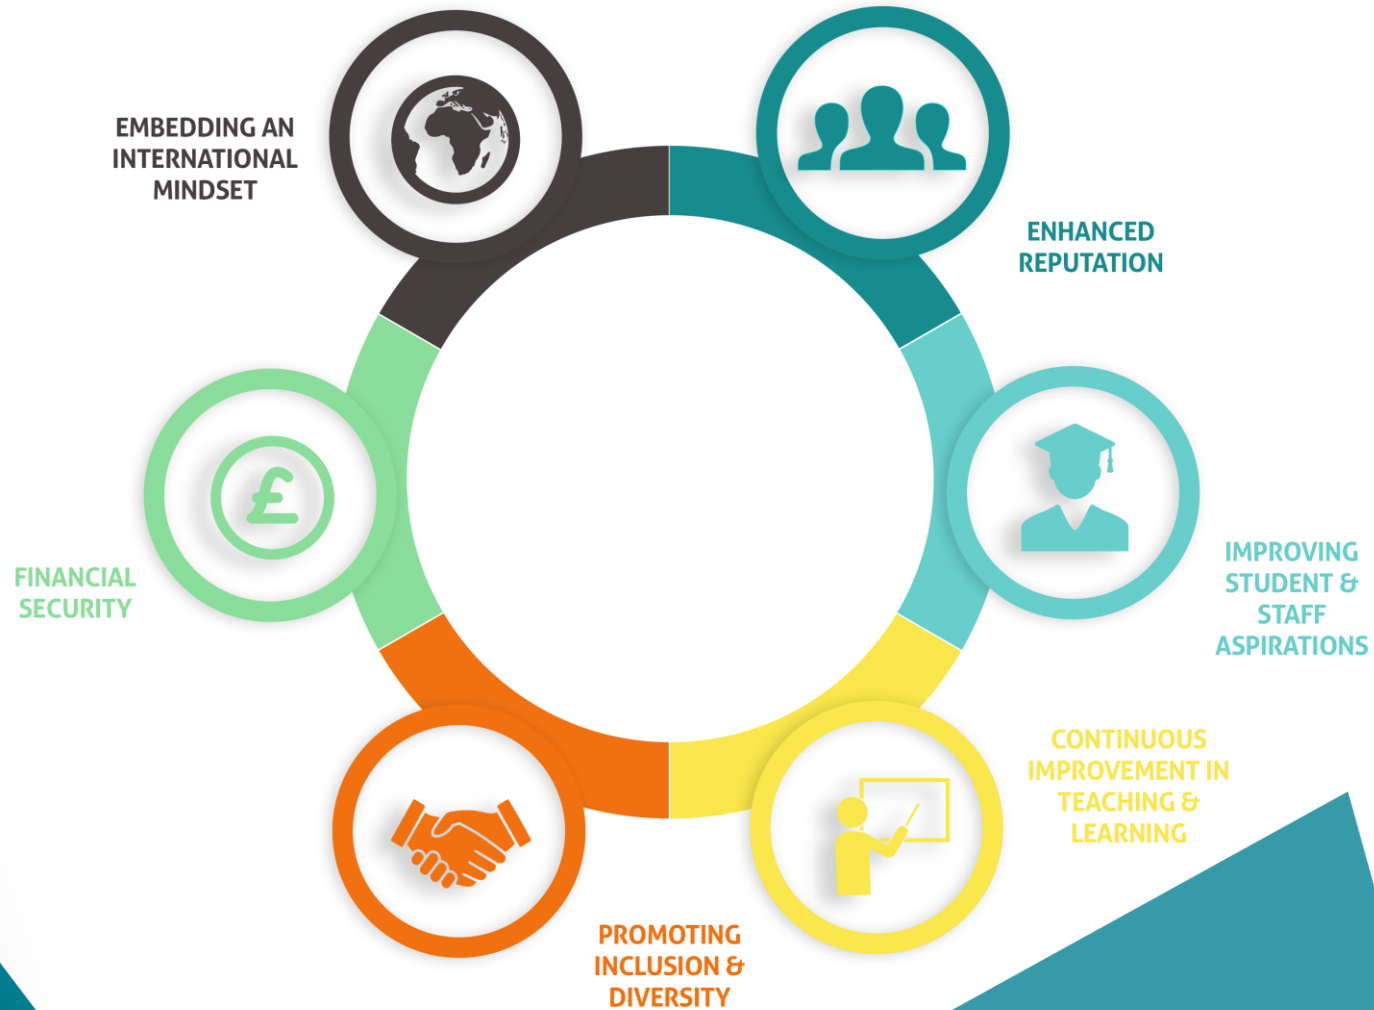 EMBEDDING AN
INTERNATIONAL
MINDSET
ENHANCED
REPUTATION
£
FINANCIAL
SECURITY
IMPROVING
STUDENT &
STAFF
ASPIRATIONS
CONTINUOUS
IMPROVEMENT IN
TEACHING &
LEARNING
PROMOTING
INCLUSION &
DIVERSITY